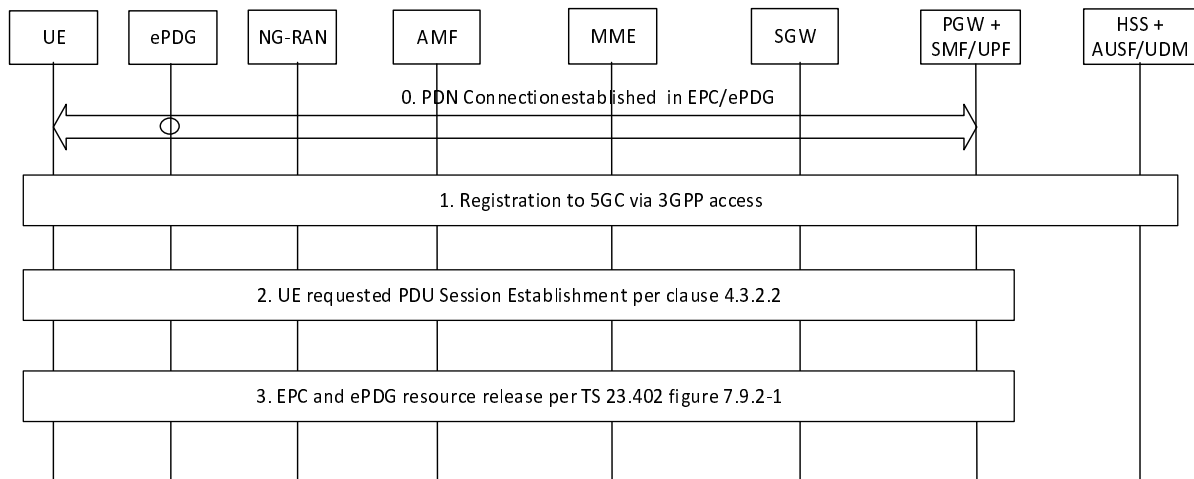 UE
ePDG
NG-RAN
AMF
MME
SGW
PGW +
SMF/UPF
HSS +
AUSF/UDM
0. PDN Connectionestablished in EPC/ePDG
1. Registration to 5GC via 3GPP access
2. UE requested PDU Session Establishment per clause 4.3.2.2
3. EPC and ePDG resource release per TS 23.402 figure 7.9.2-1